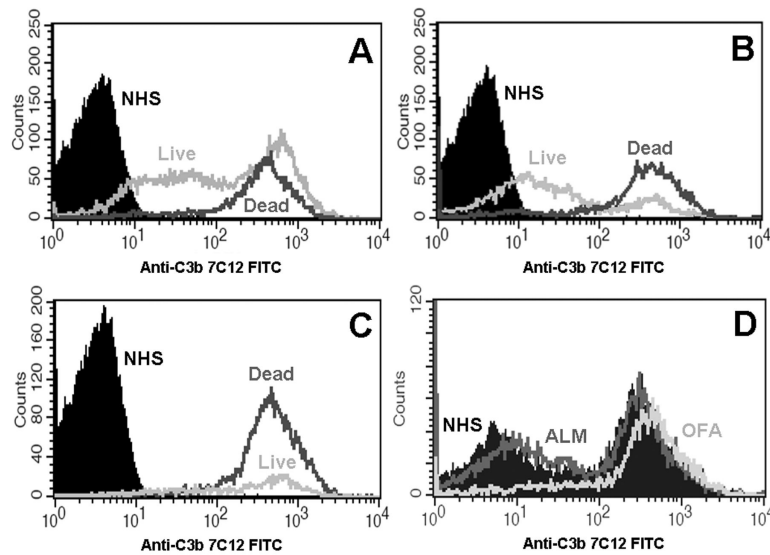 A
250
200
150
100
50
0
Counts
NHS
Live
Dead
10^0
10^1
10^2
10^3
10^4
Anti-C3b 7C12 FITC
B
250
200
150
100
50
0
Counts
NHS
Live
Dead
10^0
10^1
10^2
10^3
10^4
Anti-C3b 7C12 FITC
C
200
160
120
80
40
0
Counts
NHS
Dead
Live
10^0
10^1
10^2
10^3
10^4
Anti-C3b 7C12 FITC
D
120
0
Counts
NHS
ALM
OFA
10^0
10^1
10^2
10^3
10^4
Anti-C3b 7C12 FITC